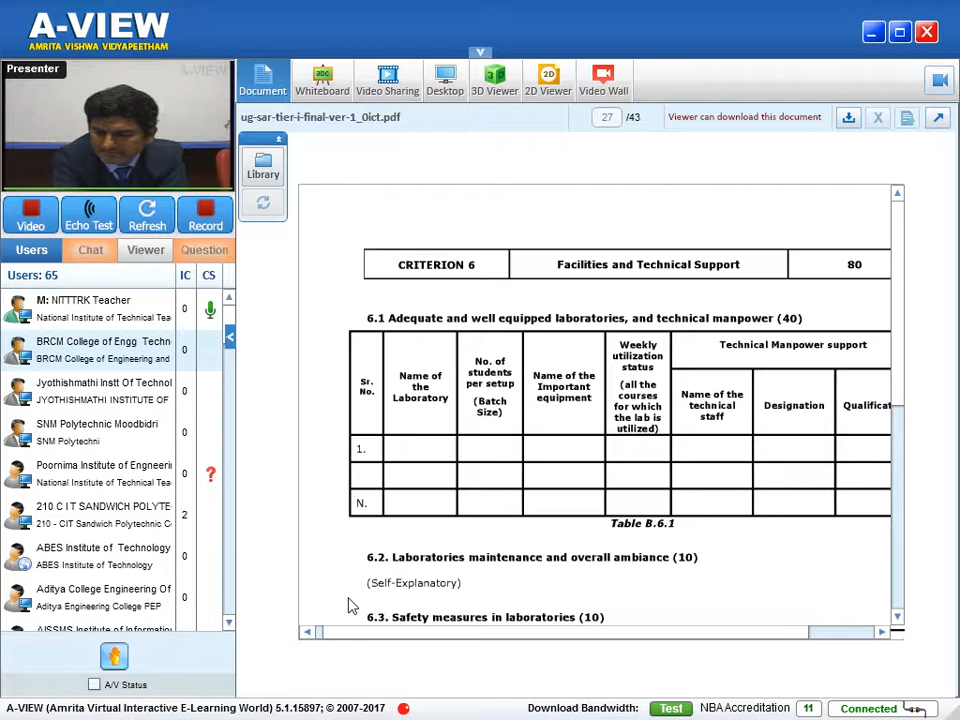 A-VIEW
AMRITA VISHWA VIDYAPEETHAM
Presenter
A-VIEW
Document
Whiteboard
Video Sharing
Desktop
3D Viewer
2D Viewer
Video Wall
ug-sar-tier-i-final-ver-1_0ict.pdf
27 /43
Viewer can download this document
Library
Video
Echo Test
Refresh
Record
Users
Chat
Viewer
Question
Users: 65 IC CS
M: NITTTRK Teacher
National Institute of Technical Tea
0
BRCM College of Engg Techn
BRCM College of Engineering and
0
Jyothishmathi Instt Of Technol
JYOTHISHMATHI INSTITUTE OF
0
SNM Polytechnic Moodbidri
SNM Polytechni
0
Poornima Institute of Engneeri
National Institute of Technical Tea
0 ?
210 C I T SANDWICH POLYTE
210 - CIT Sandwich Polytechnic C
2
ABES Institute of Technology
ABES Institute of Technology
0
Aditya College Engineering Of
Aditya Engineering College PEP
0
AISSMS Institute of Informatio
A/V Status
CRITERION 6 Facilities and Technical Support 80
6.1 Adequate and well equipped laboratories, and technical manpower (40)
Sr. No.
Name of the Laboratory
No. of students per setup (Batch Size)
Name of the Important equipment
Weekly utilization status (all the courses for which the lab is utilized)
Technical Manpower support
Name of the technical staff
Designation
Qualificat
1.
N.
Table B.6.1
6.2. Laboratories maintenance and overall ambiance (10)
(Self-Explanatory)
6.3. Safety measures in laboratories (10)
A-VIEW (Amrita Virtual Interactive E-Learning World) 5.1.15897; © 2007-2017
Download Bandwidth: Test NBA Accreditation 11 Connected